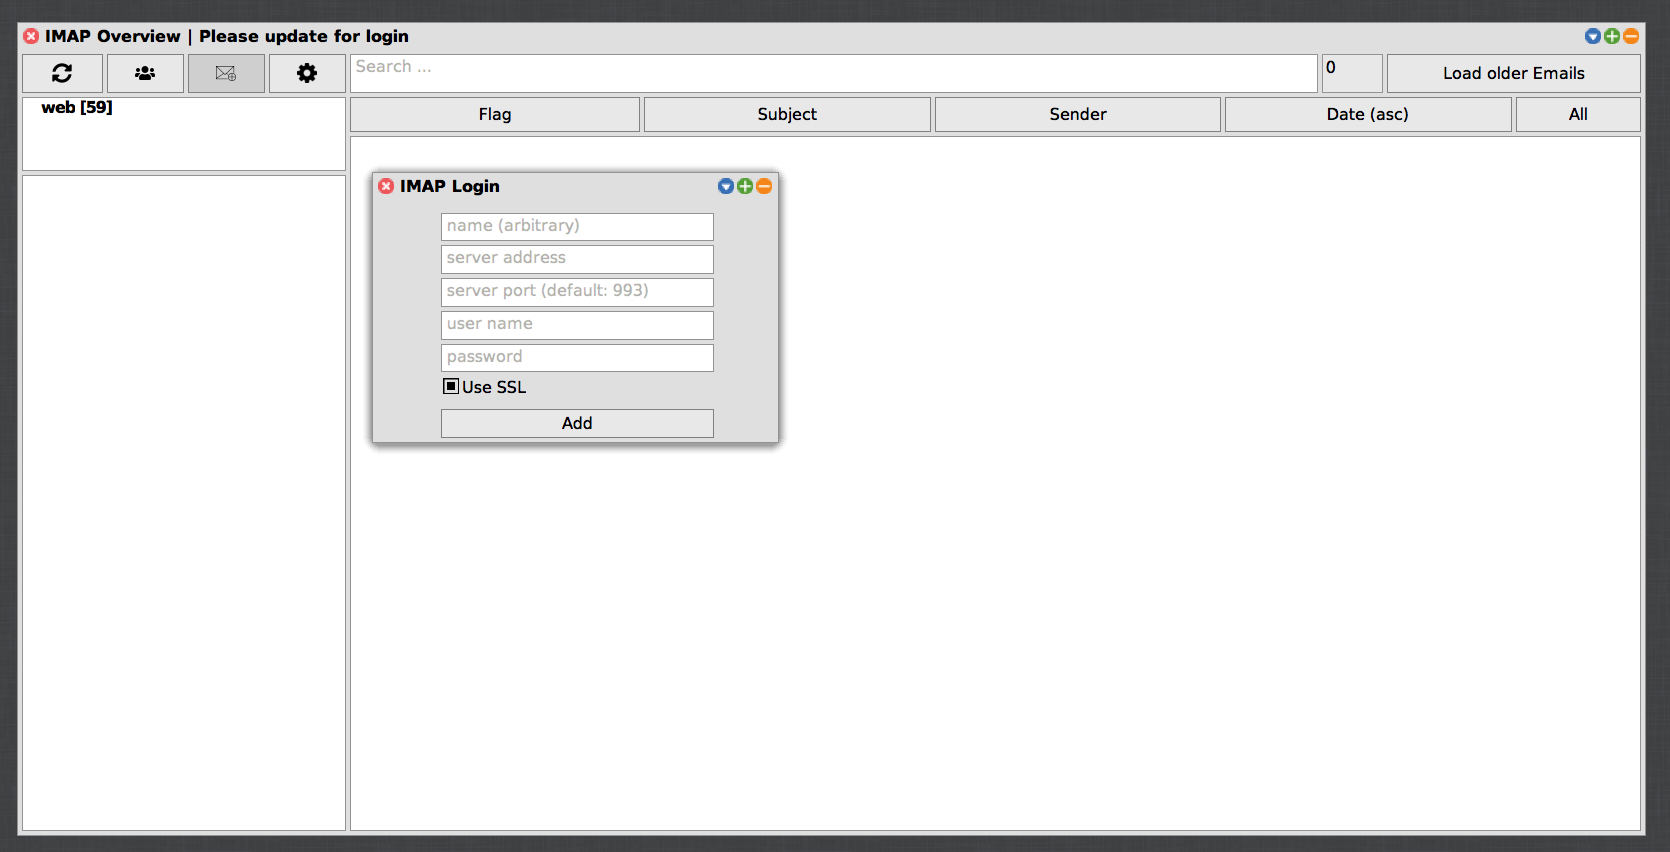 IMAP Overview | Please update for login
Search ...
0
Load older Emails
web [59]
Flag
Subject
Sender
Date (asc)
All
IMAP Login
name (arbitrary)
server address
server port (default: 993)
user name
password
Use SSL
Add